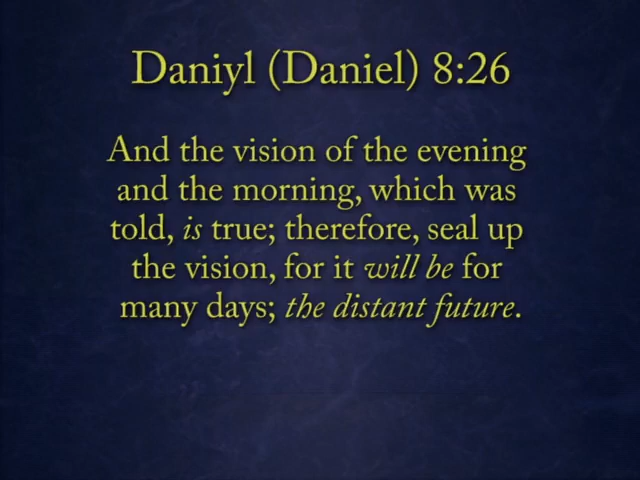 Daniyl (Daniel) 8:26
And the vision of the evening
and the morning, which was
told, is true; therefore, seal up
the vision, for it will be for
many days; the distant future.